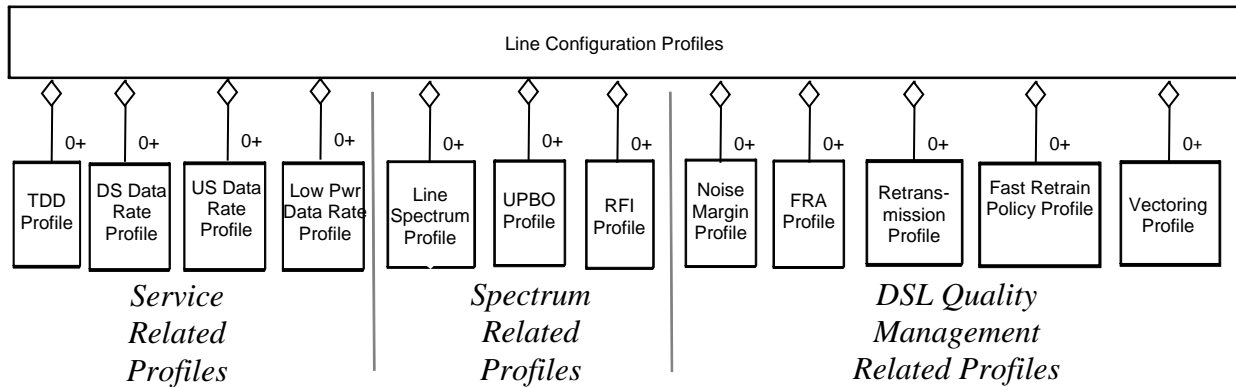 Line Configuration Profiles
0+
0+
0+
0+
0+
0+
0+
0+
0+
0+
0+
0+
TDD
Profile
DS Data
Rate
Profile
US Data
Rate
Profile
Low Pwr
Data Rate
Profile
Line
Spectrum
Profile
UPBO
Profile
RFI
Profile
Noise
Margin
Profile
FRA
Profile
Retrans-
mission
Profile
Fast Retrain
Policy Profile
Vectoring
Profile
Service
Related
Profiles
Spectrum
Related
Profiles
DSL Quality
Management
Related Profiles